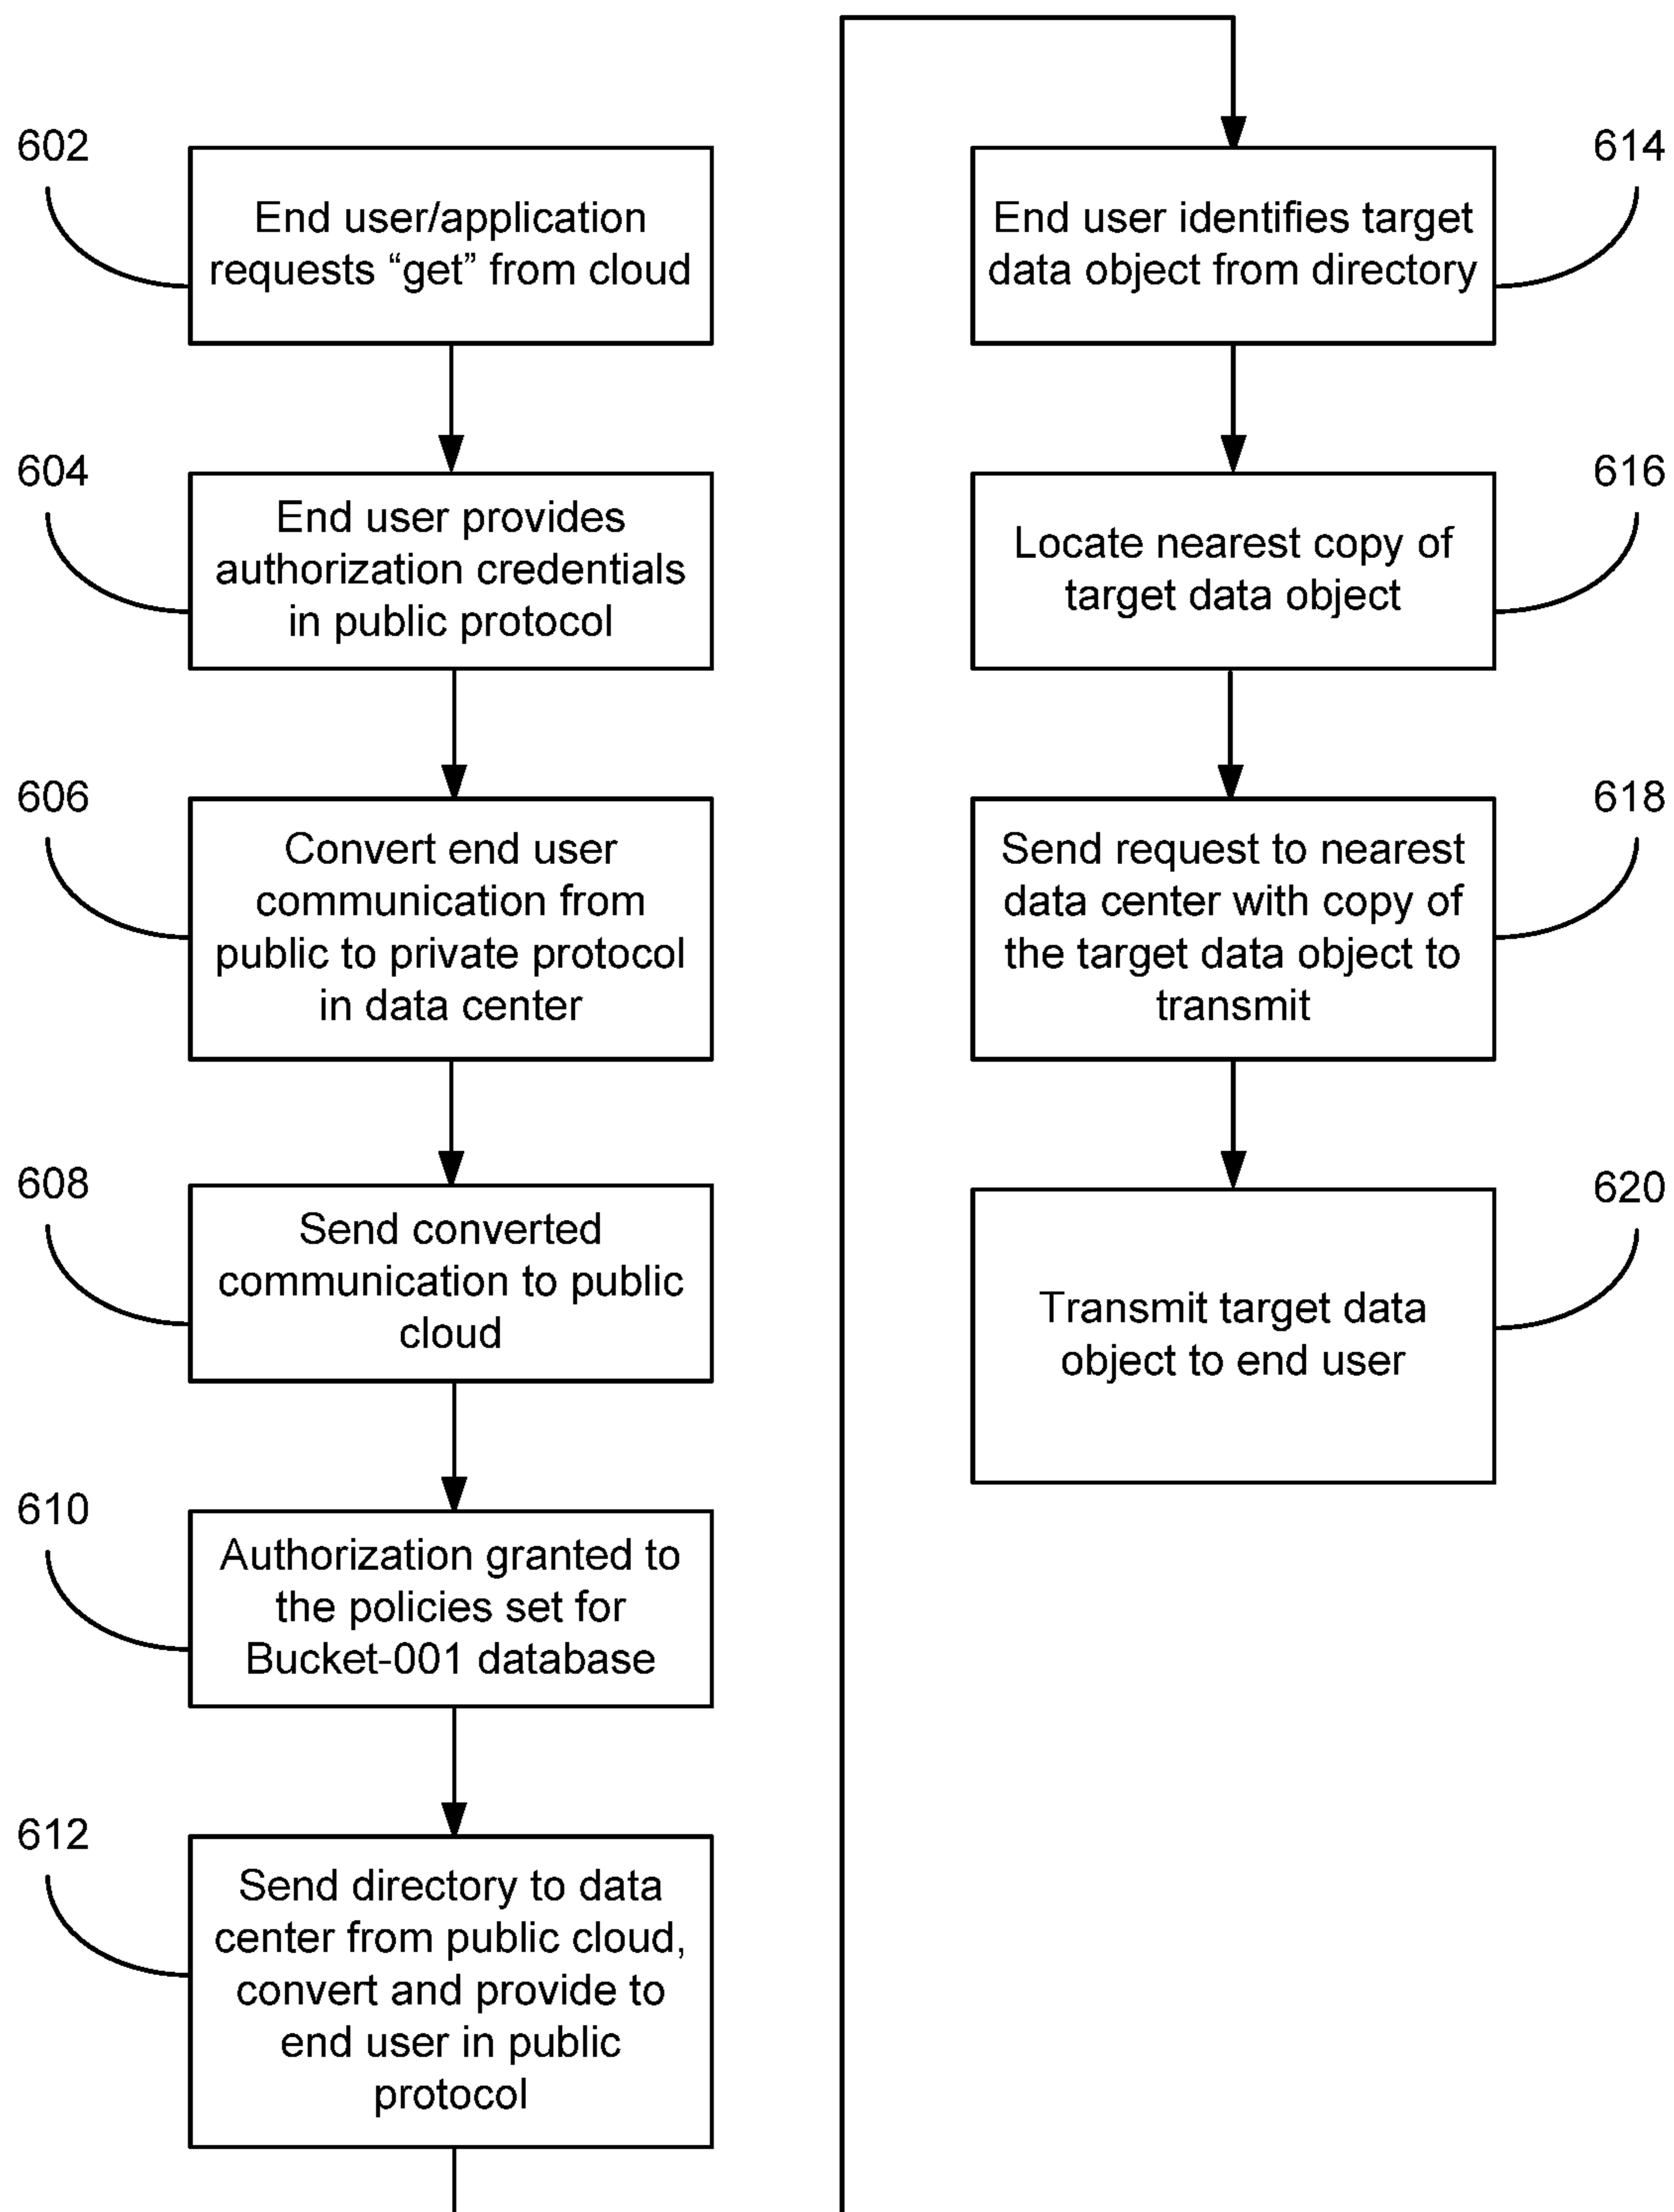 602
End user/application
requests “get” from cloud
604
End user provides
authorization credentials
in public protocol
606
Convert end user
communication from
public to private protocol
in data center
608
Send converted
communication to public
cloud
610
Authorization granted to
the policies set for
Bucket-001 database
612
Send directory to data
center from public cloud,
convert and provide to
end user in public
protocol
614
End user identifies target
data object from directory
616
Locate nearest copy of
target data object
618
Send request to nearest
data center with copy of
the target data object to
transmit
620
Transmit target data
object to end user